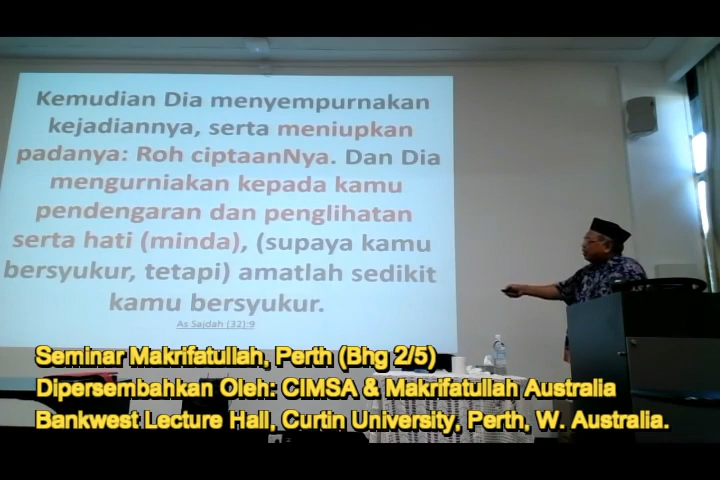 Kemudian Dia menyempurnakan
kejadiannya, serta meniupkan
padanya: Roh ciptaanNya. Dan Dia
mengurniakan kepada kamu
pendengaran dan penglihatan
serta hati (minda), (supaya kamu
bersyukur, tetapi) amatlah sedikit
kamu bersyukur.
As Sajdah (32):9
Seminar Makrifatullah, Perth (Bhg 2/5)
Dipersembahkan Oleh: CIMSA & Makrifatullah Australia
Bankwest Lecture Hall, Curtin University, Perth, W. Australia.